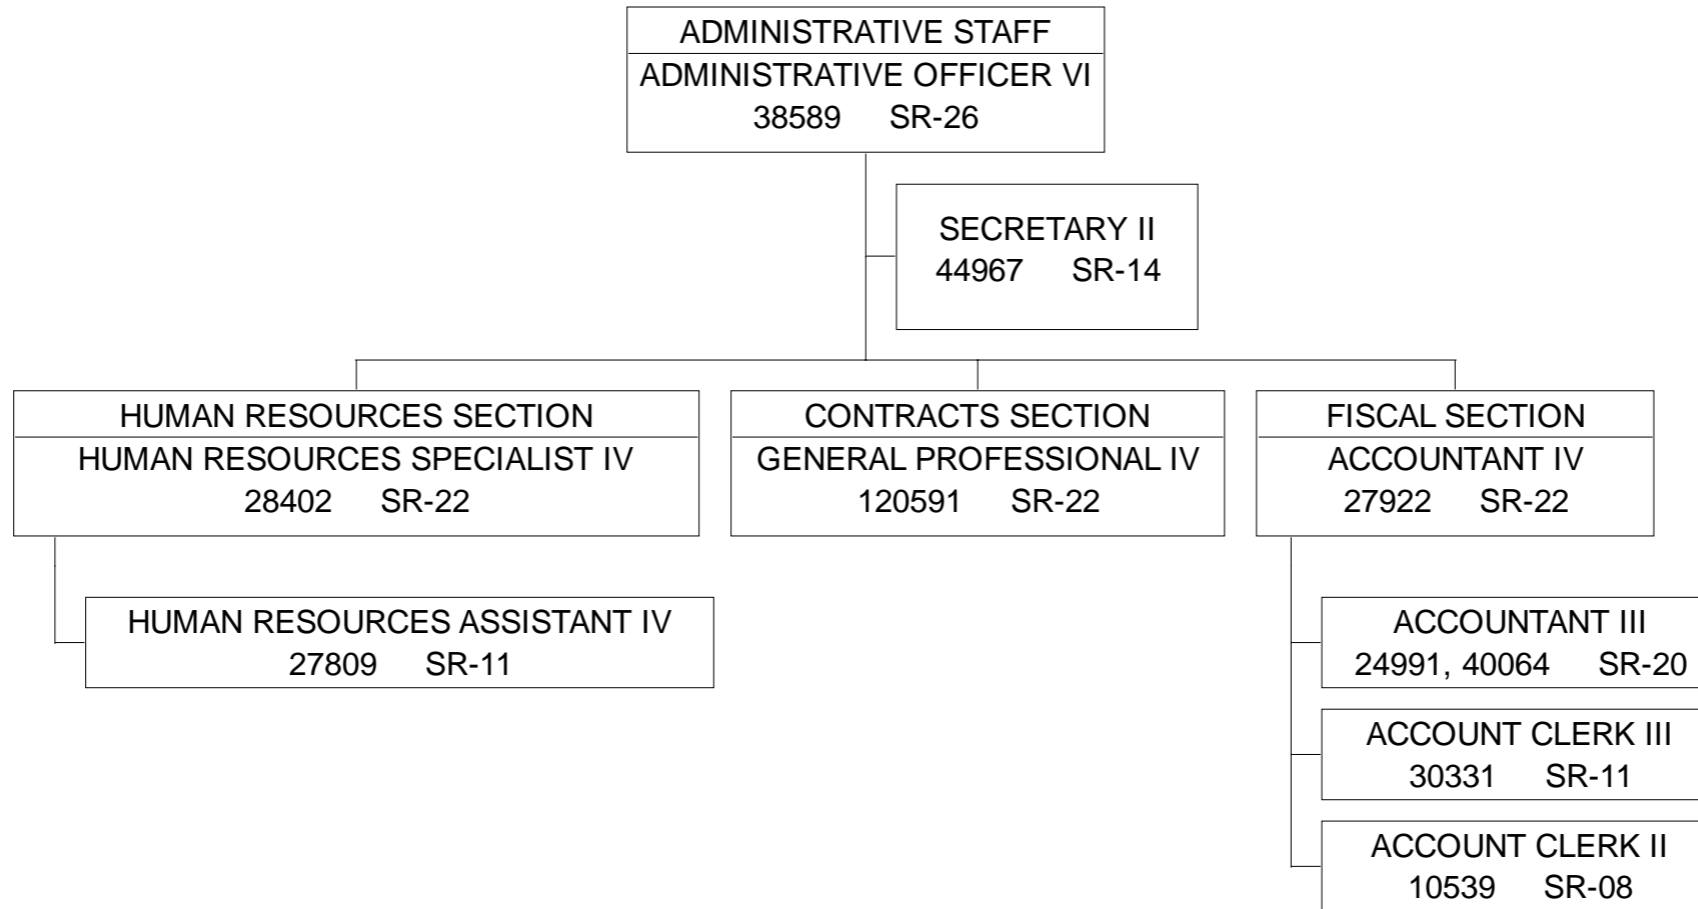 ADMINISTRATIVE STAFF
ADMINISTRATIVE OFFICER VI
38589 SR-26
SECRETARY II
44967 SR-14
HUMAN RESOURCES SECTION
HUMAN RESOURCES SPECIALIST IV
28402 SR-22
HUMAN RESOURCES ASSISTANT IV
27809 SR-11
CONTRACTS SECTION
GENERAL PROFESSIONAL IV
120591 SR-22
FISCAL SECTION
ACCOUNTANT IV
27922 SR-22
ACCOUNTANT III
24991, 40064 SR-20
ACCOUNT CLERK III
30331 SR-11
ACCOUNT CLERK II
10539 SR-08